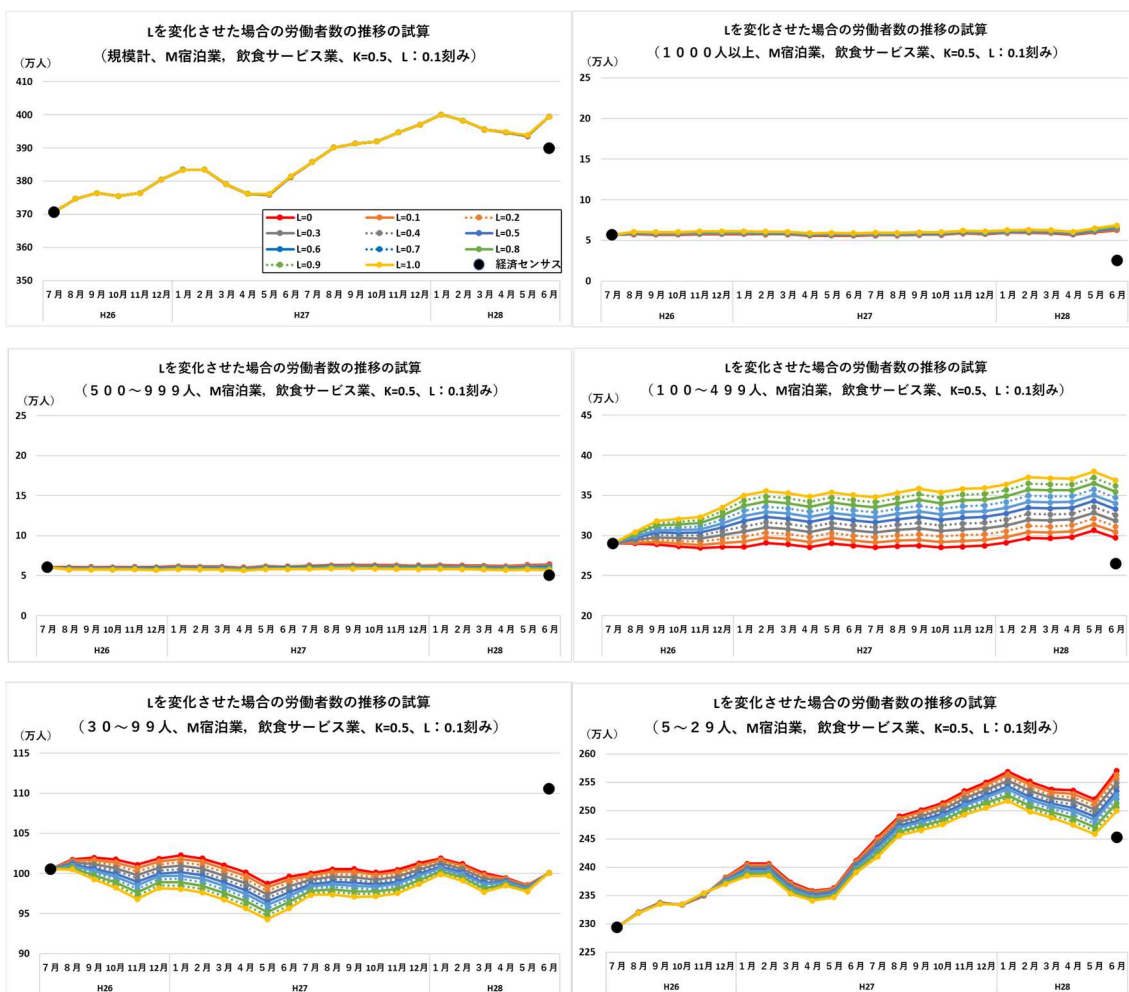 Lを変化させた場合の労働者数の推移の試算
（規模計、M宿泊業，飲食サービス業、K=0.5、L：0.1刻み）
（万人）
410
400
390
380
370
360
350
L=0
L=0.1
L=0.2
L=0.3
L=0.4
L=0.5
L=0.6
L=0.7
L=0.8
L=0.9
L=1.0
経済センサス
7月 8月 9月 10月 11月 12月 1月 2月 3月 4月 5月 6月 7月 8月 9月 10月 11月 12月 1月 2月 3月 4月 5月 6月
H26 H27 H28
Lを変化させた場合の労働者数の推移の試算
（１０００人以上、M宿泊業，飲食サービス業、K=0.5、L：0.1刻み）
（万人）
25
20
15
10
5
0
7月 8月 9月 10月 11月 12月 1月 2月 3月 4月 5月 6月 7月 8月 9月 10月 11月 12月 1月 2月 3月 4月 5月 6月
H26 H27 H28
Lを変化させた場合の労働者数の推移の試算
（５００～９９９人、M宿泊業，飲食サービス業、K=0.5、L：0.1刻み）
（万人）
25
20
15
10
5
0
7月 8月 9月 10月 11月 12月 1月 2月 3月 4月 5月 6月 7月 8月 9月 10月 11月 12月 1月 2月 3月 4月 5月 6月
H26 H27 H28
Lを変化させた場合の労働者数の推移の試算
（１００～４９９人、M宿泊業，飲食サービス業、K=0.5、L：0.1刻み）
（万人）
45
40
35
30
25
20
7月 8月 9月 10月 11月 12月 1月 2月 3月 4月 5月 6月 7月 8月 9月 10月 11月 12月 1月 2月 3月 4月 5月 6月
H26 H27 H28
Lを変化させた場合の労働者数の推移の試算
（３０～９９人、M宿泊業，飲食サービス業、K=0.5、L：0.1刻み）
（万人）
115
110
105
100
95
90
7月 8月 9月 10月 11月 12月 1月 2月 3月 4月 5月 6月 7月 8月 9月 10月 11月 12月 1月 2月 3月 4月 5月 6月
H26 H27 H28
Lを変化させた場合の労働者数の推移の試算
（５～２９人、M宿泊業，飲食サービス業、K=0.5、L：0.1刻み）
（万人）
260
255
250
245
240
235
230
225
7月 8月 9月 10月 11月 12月 1月 2月 3月 4月 5月 6月 7月 8月 9月 10月 11月 12月 1月 2月 3月 4月 5月 6月
H26 H27 H28